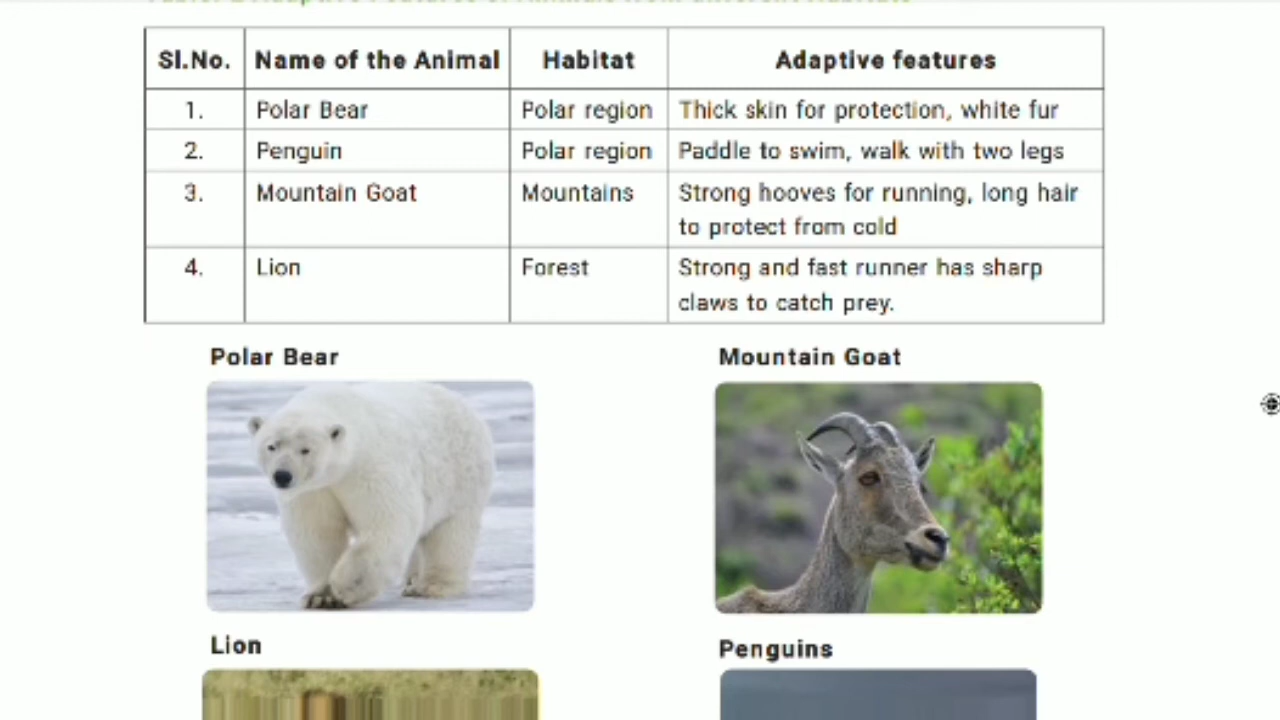 Sl.No. Name of the Animal Habitat Adaptive features
1. Polar Bear Polar region Thick skin for protection, white fur
2. Penguin Polar region Paddle to swim, walk with two legs
3. Mountain Goat Mountains Strong hooves for running, long hair
to protect from cold
4. Lion Forest Strong and fast runner has sharp
claws to catch prey.
Polar Bear Mountain Goat
Lion Penguins